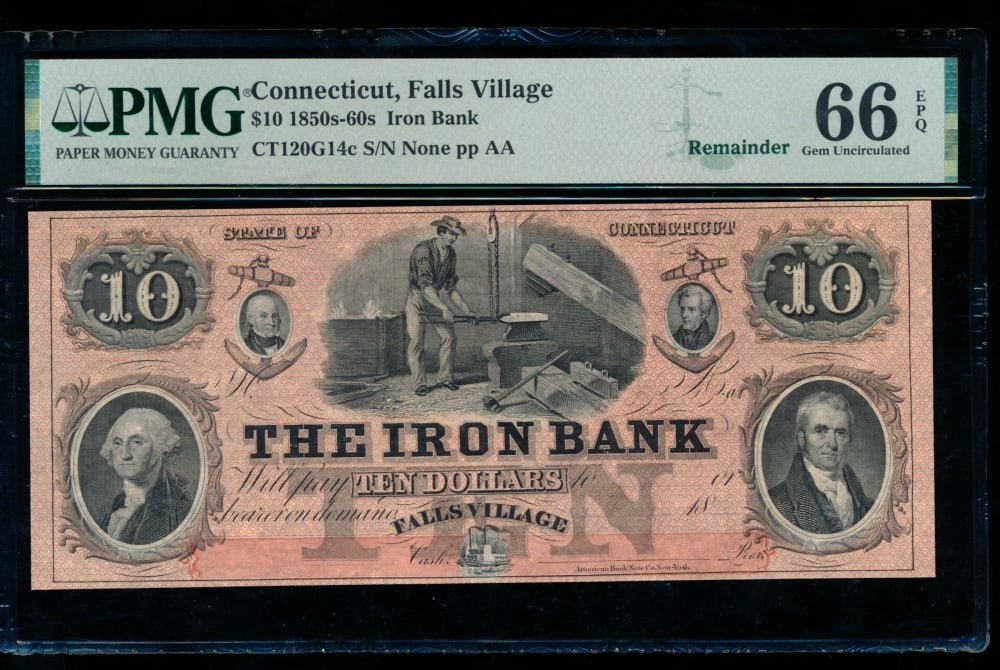 PMG® Connecticut, Falls Village
$10 1850s-60s Iron Bank
PAPER MONEY GUARANTY CT120G14c S/N None pp AA
Remainder
66 EPQ
Gem Uncirculated
STATE OF CONNECTICUT
10 10
No.
THE IRON BANK
TEN
Will pay TEN DOLLARS to or
bearer on demand 18
FALLS VILLAGE
Cash. Pres
American Bank Note Co. New-York